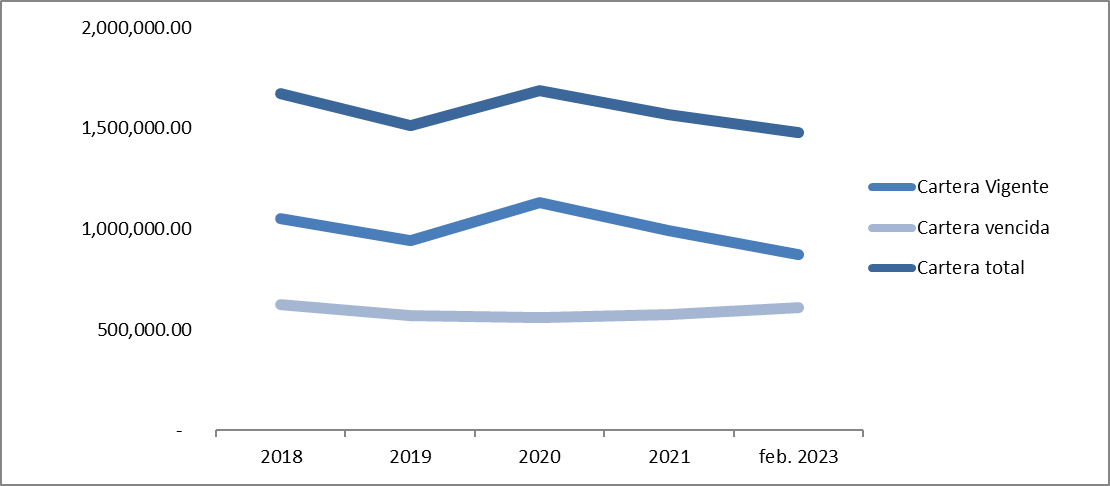 2,000,000.00
1,500,000.00
1,000,000.00
500,000.00
-
2018 2019 2020 2021 feb. 2023
Cartera Vigente
Cartera vencida
Cartera total